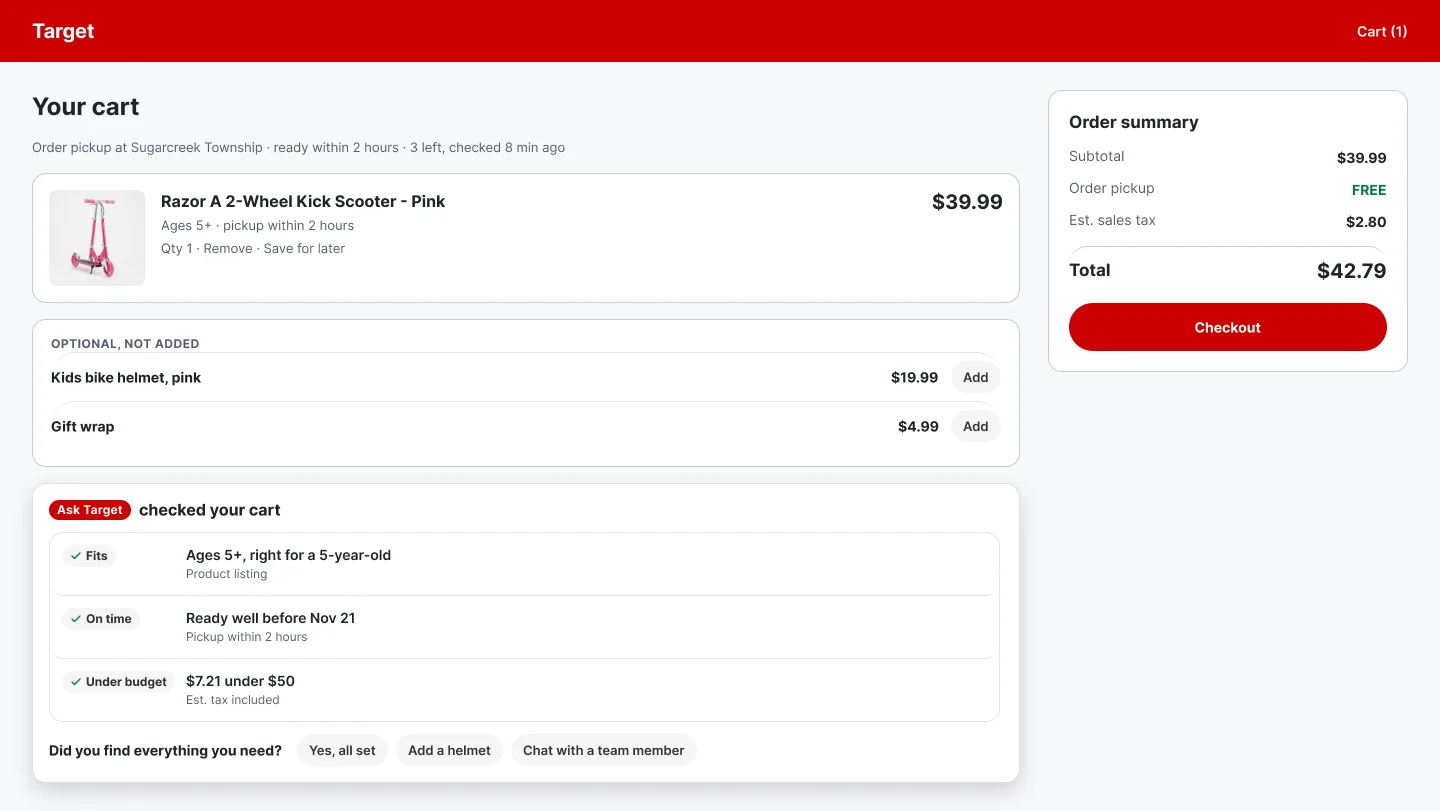 Target
Cart (1)
Your cart
Order pickup at Sugarcreek Township · ready within 2 hours · 3 left, checked 8 min ago
Razor A 2-Wheel Kick Scooter - Pink
$39.99
Ages 5+ · pickup within 2 hours
Qty 1 · Remove · Save for later
OPTIONAL, NOT ADDED
Kids bike helmet, pink
$19.99
Add
Gift wrap
$4.99
Add
Ask Target
checked your cart
Fits
Ages 5+, right for a 5-year-old
Product listing
On time
Ready well before Nov 21
Pickup within 2 hours
Under budget
$7.21 under $50
Est. tax included
Did you find everything you need?
Yes, all set
Add a helmet
Chat with a team member
Order summary
Subtotal
$39.99
Order pickup
FREE
Est. sales tax
$2.80
Total
$42.79
Checkout